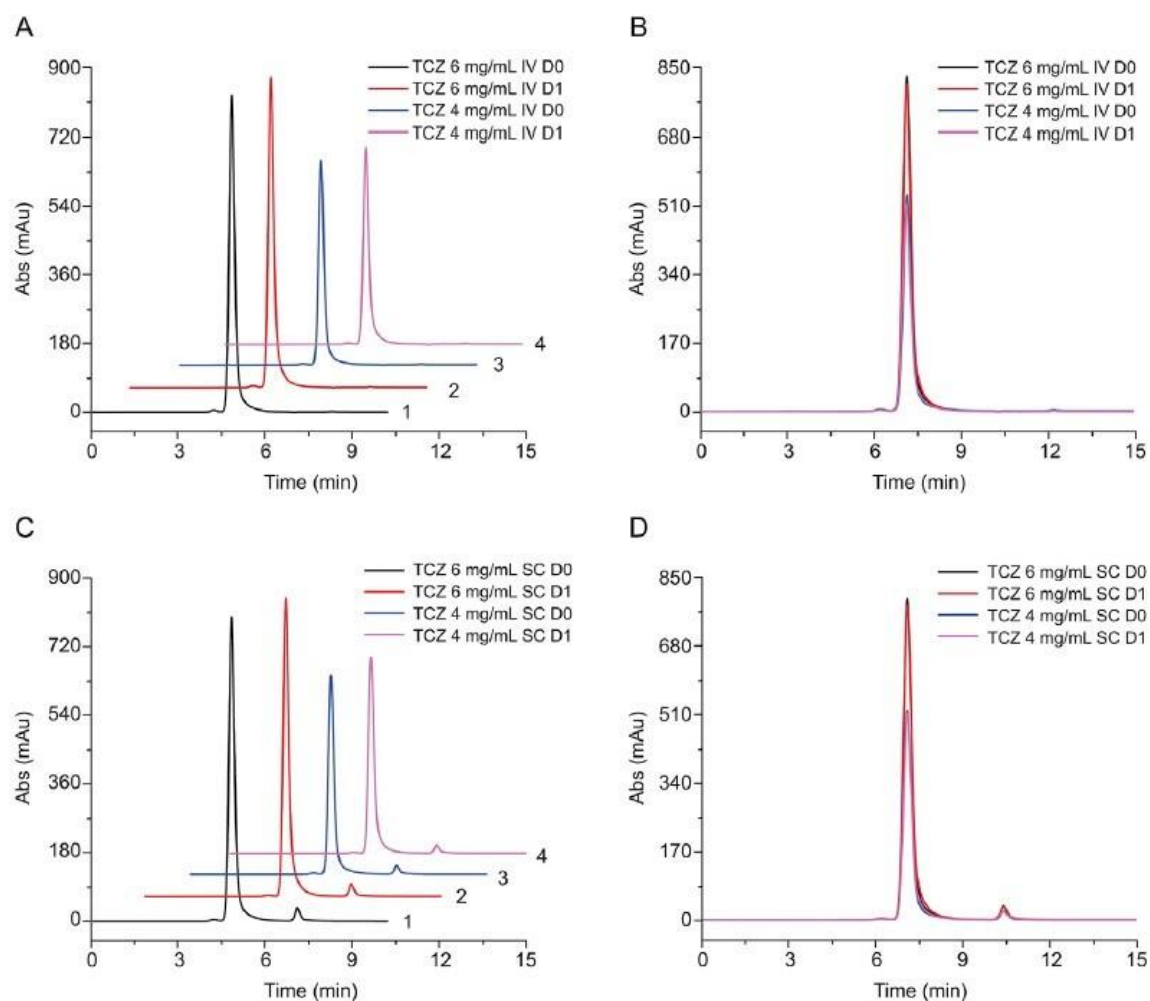 A
900
720
540
360
180
0
Abs (mAu)
TCZ 6 mg/mL IV D0
TCZ 6 mg/mL IV D1
TCZ 4 mg/mL IV D0
TCZ 4 mg/mL IV D1
4
3
2
1
0 3 6 9 12 15
Time (min)
B
850
680
510
340
170
0
Abs (mAu)
TCZ 6 mg/mL IV D0
TCZ 6 mg/mL IV D1
TCZ 4 mg/mL IV D0
TCZ 4 mg/mL IV D1
0 3 6 9 12 15
Time (min)
C
900
720
540
360
180
0
Abs (mAu)
TCZ 6 mg/mL SC D0
TCZ 6 mg/mL SC D1
TCZ 4 mg/mL SC D0
TCZ 4 mg/mL SC D1
4
3
2
1
0 3 6 9 12 15
Time (min)
D
850
680
510
340
170
0
Abs (mAu)
TCZ 6 mg/mL SC D0
TCZ 6 mg/mL SC D1
TCZ 4 mg/mL SC D0
TCZ 4 mg/mL SC D1
0 3 6 9 12 15
Time (min)